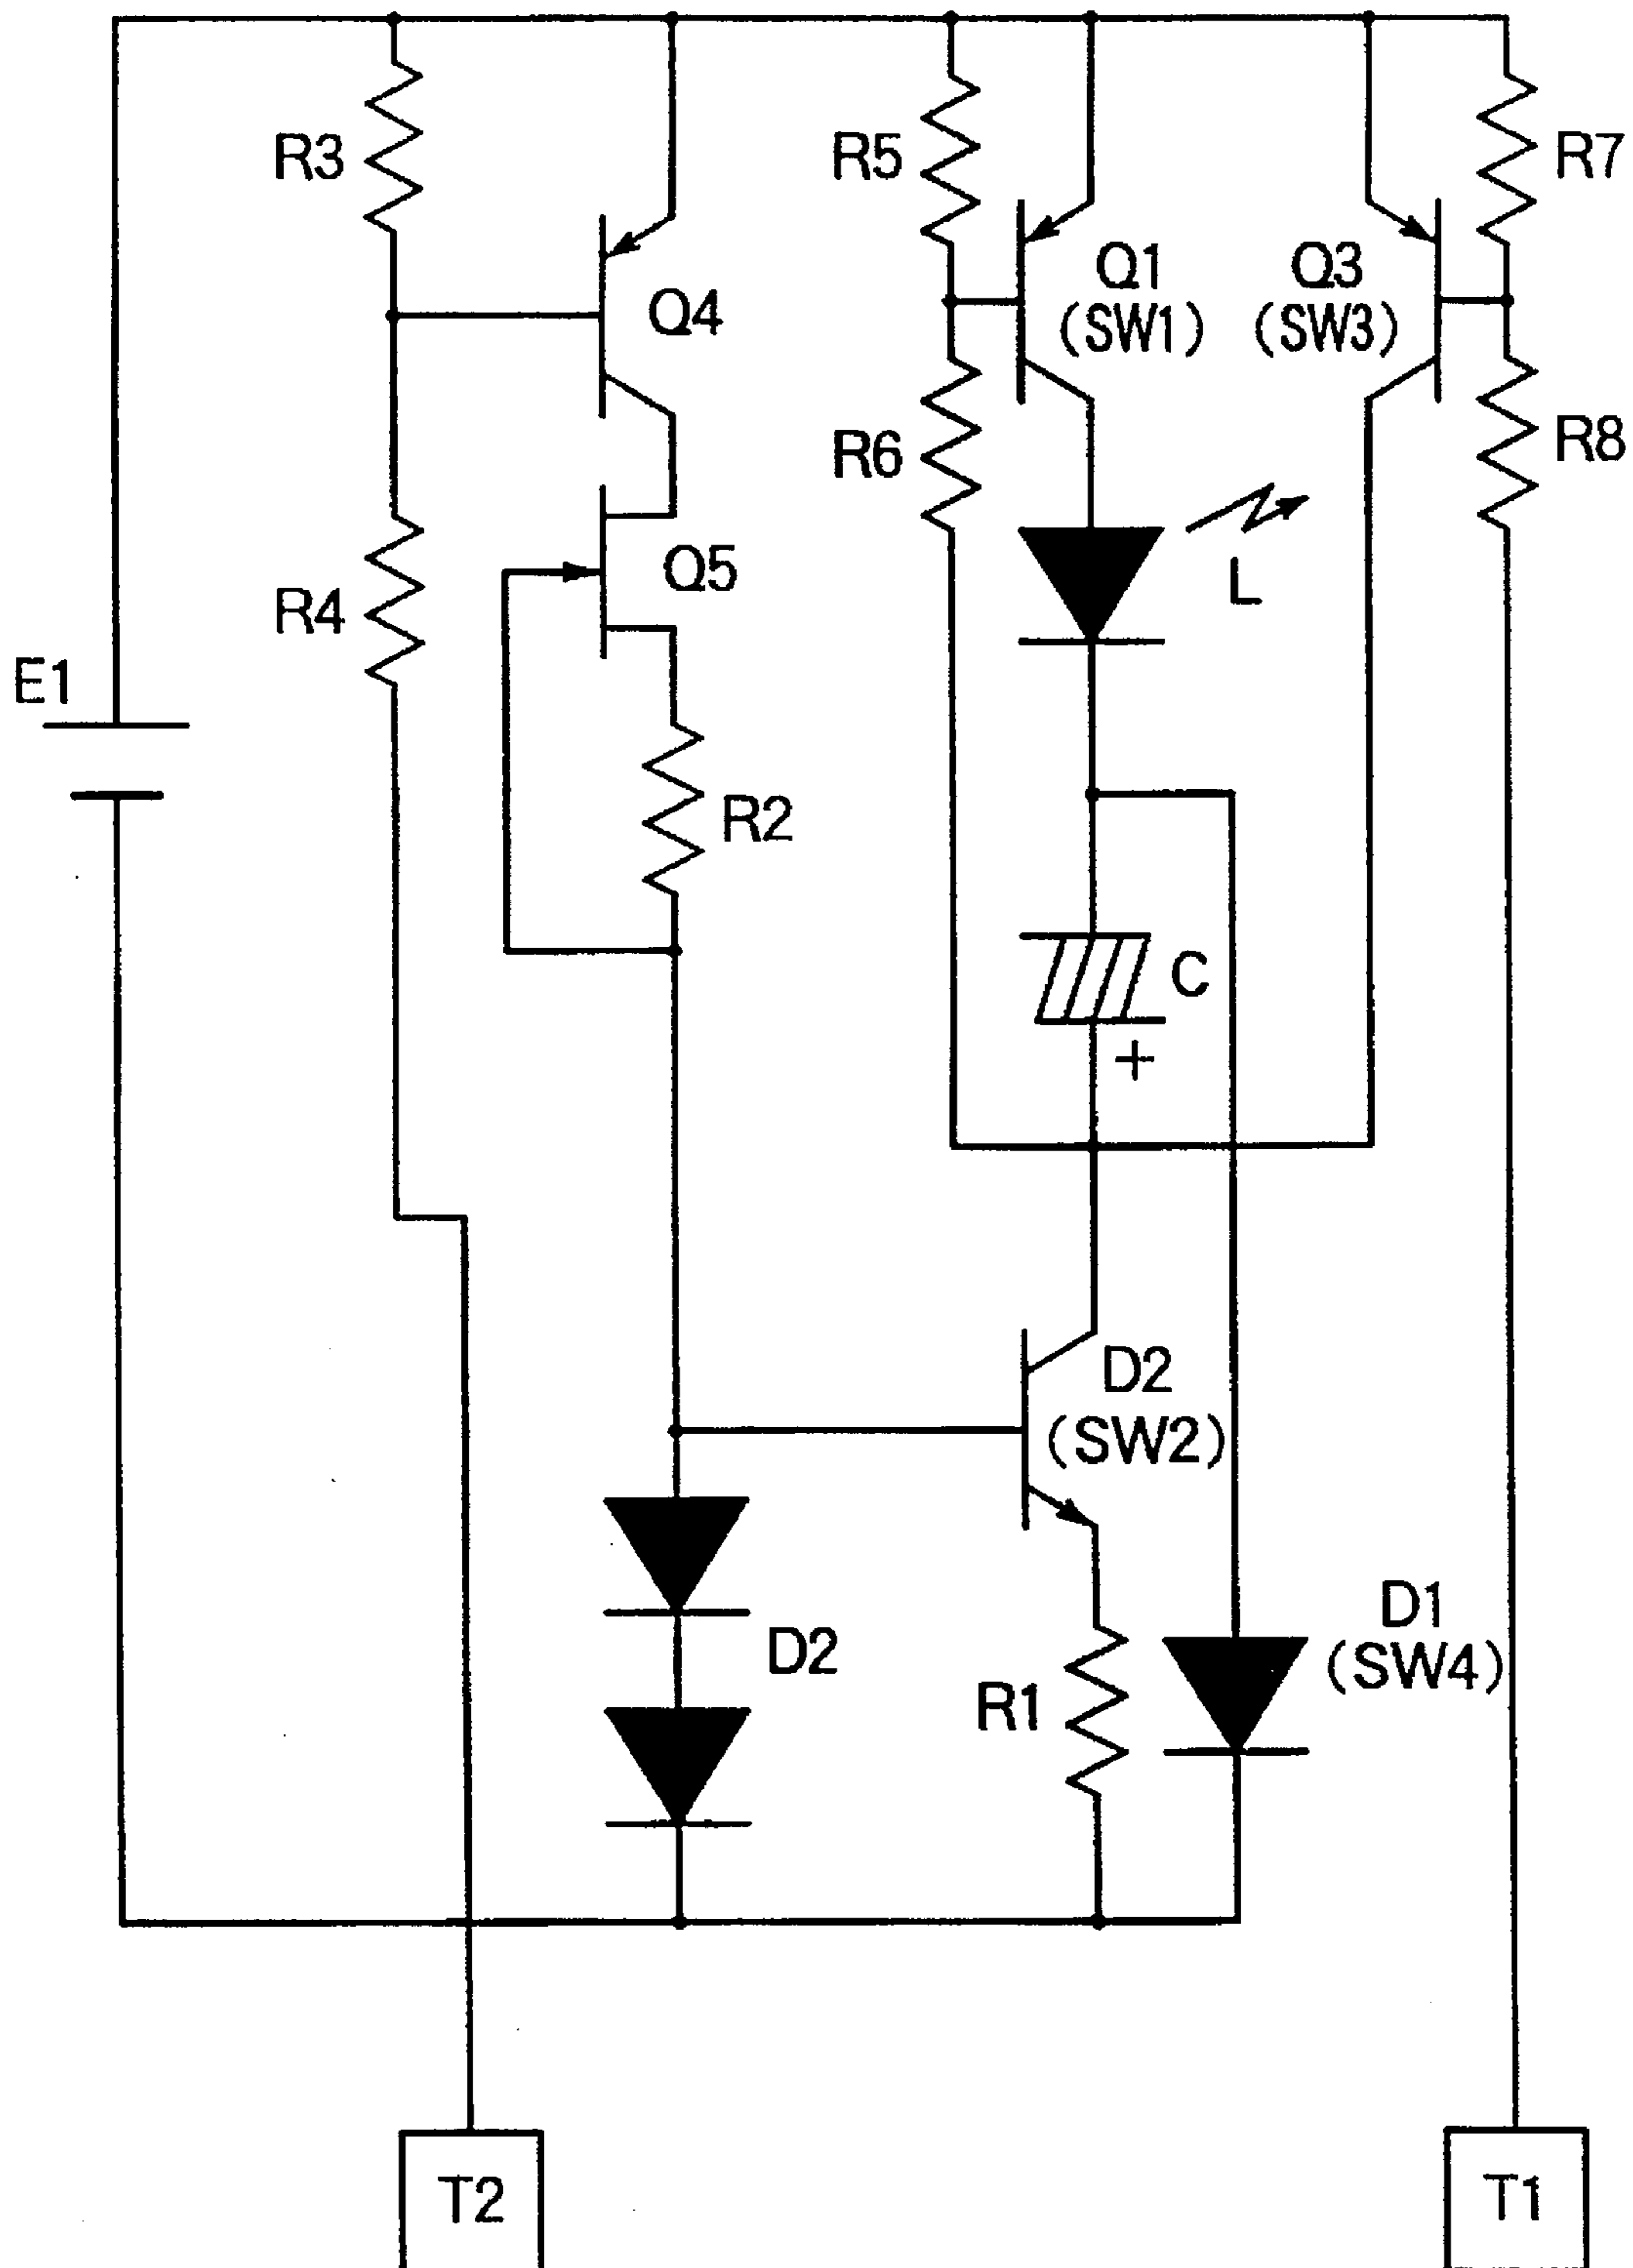 R3
R5
R7
Q1
(SW1)
Q3
(SW3)
Q4
R6
R8
Q5
L
R4
E1
R2
C
+
D2
(SW2)
D1
(SW4)
D2
R1
T2
T1